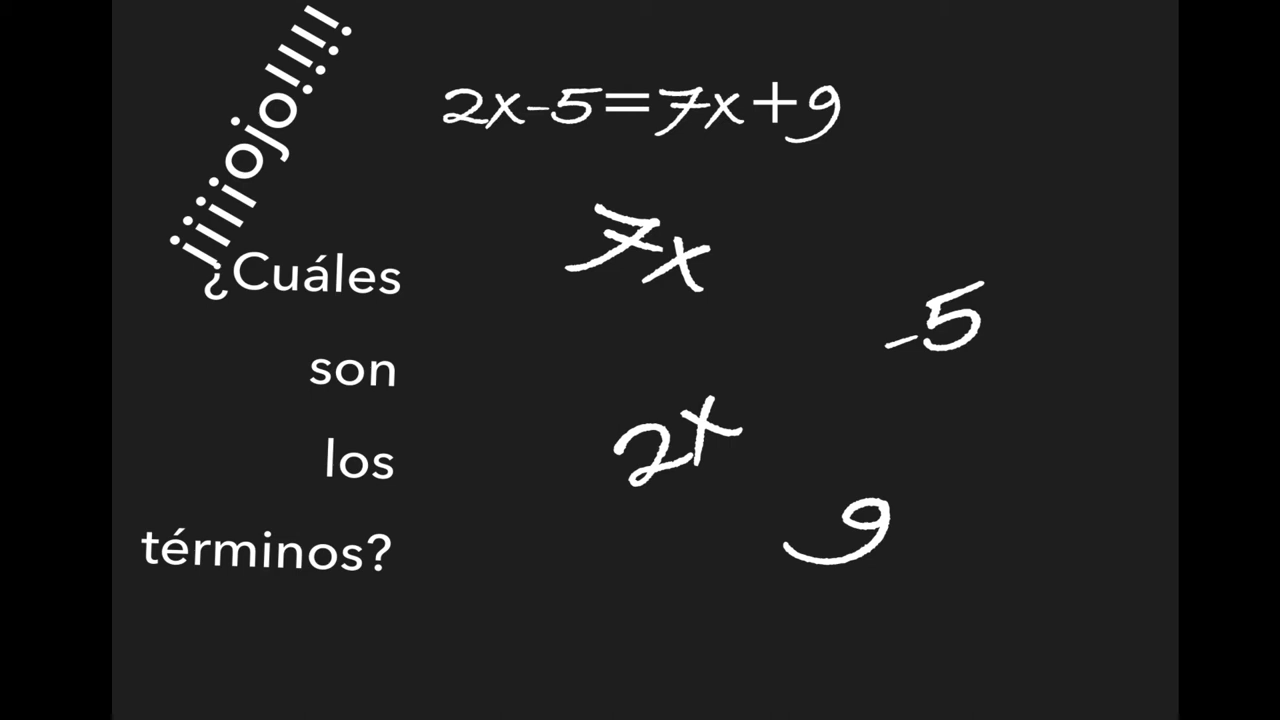 ¡¡¡¡ojo!!!!
2x-5=7x+9
¿Cuáles
son
los
términos?
7x
-5
2x
9